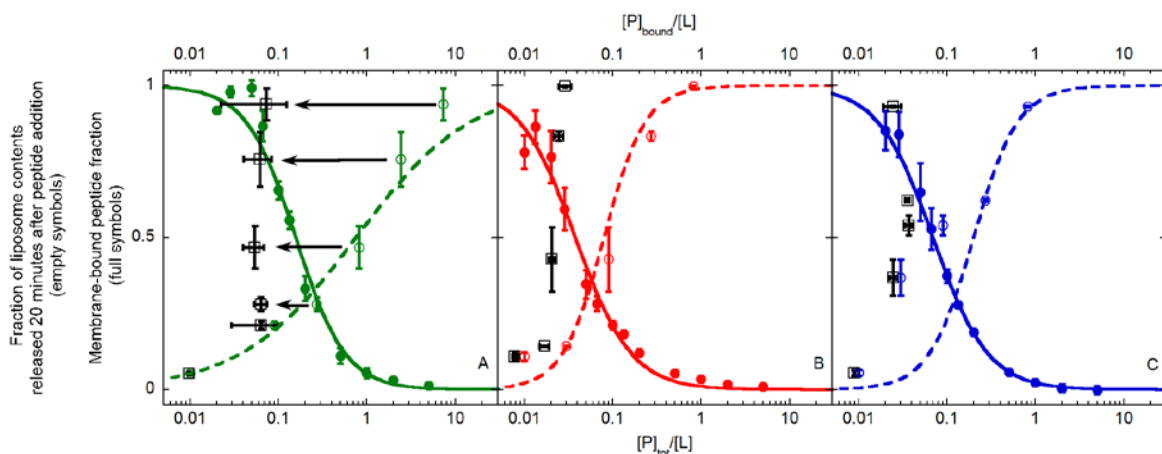 [P]bound/[L]
0.01 0.1 1 10 0.01 0.1 1 10 0.01 0.1 1 10
Fraction of liposome contents
released 20 minutes after peptide addition
(empty symbols)
Membrane-bound peptide fraction
(full symbols)
1
0.5
0
A B C
0.01 0.1 1 10 0.01 0.1 1 10 0.01 0.1 1 10
[P]tot/[L]